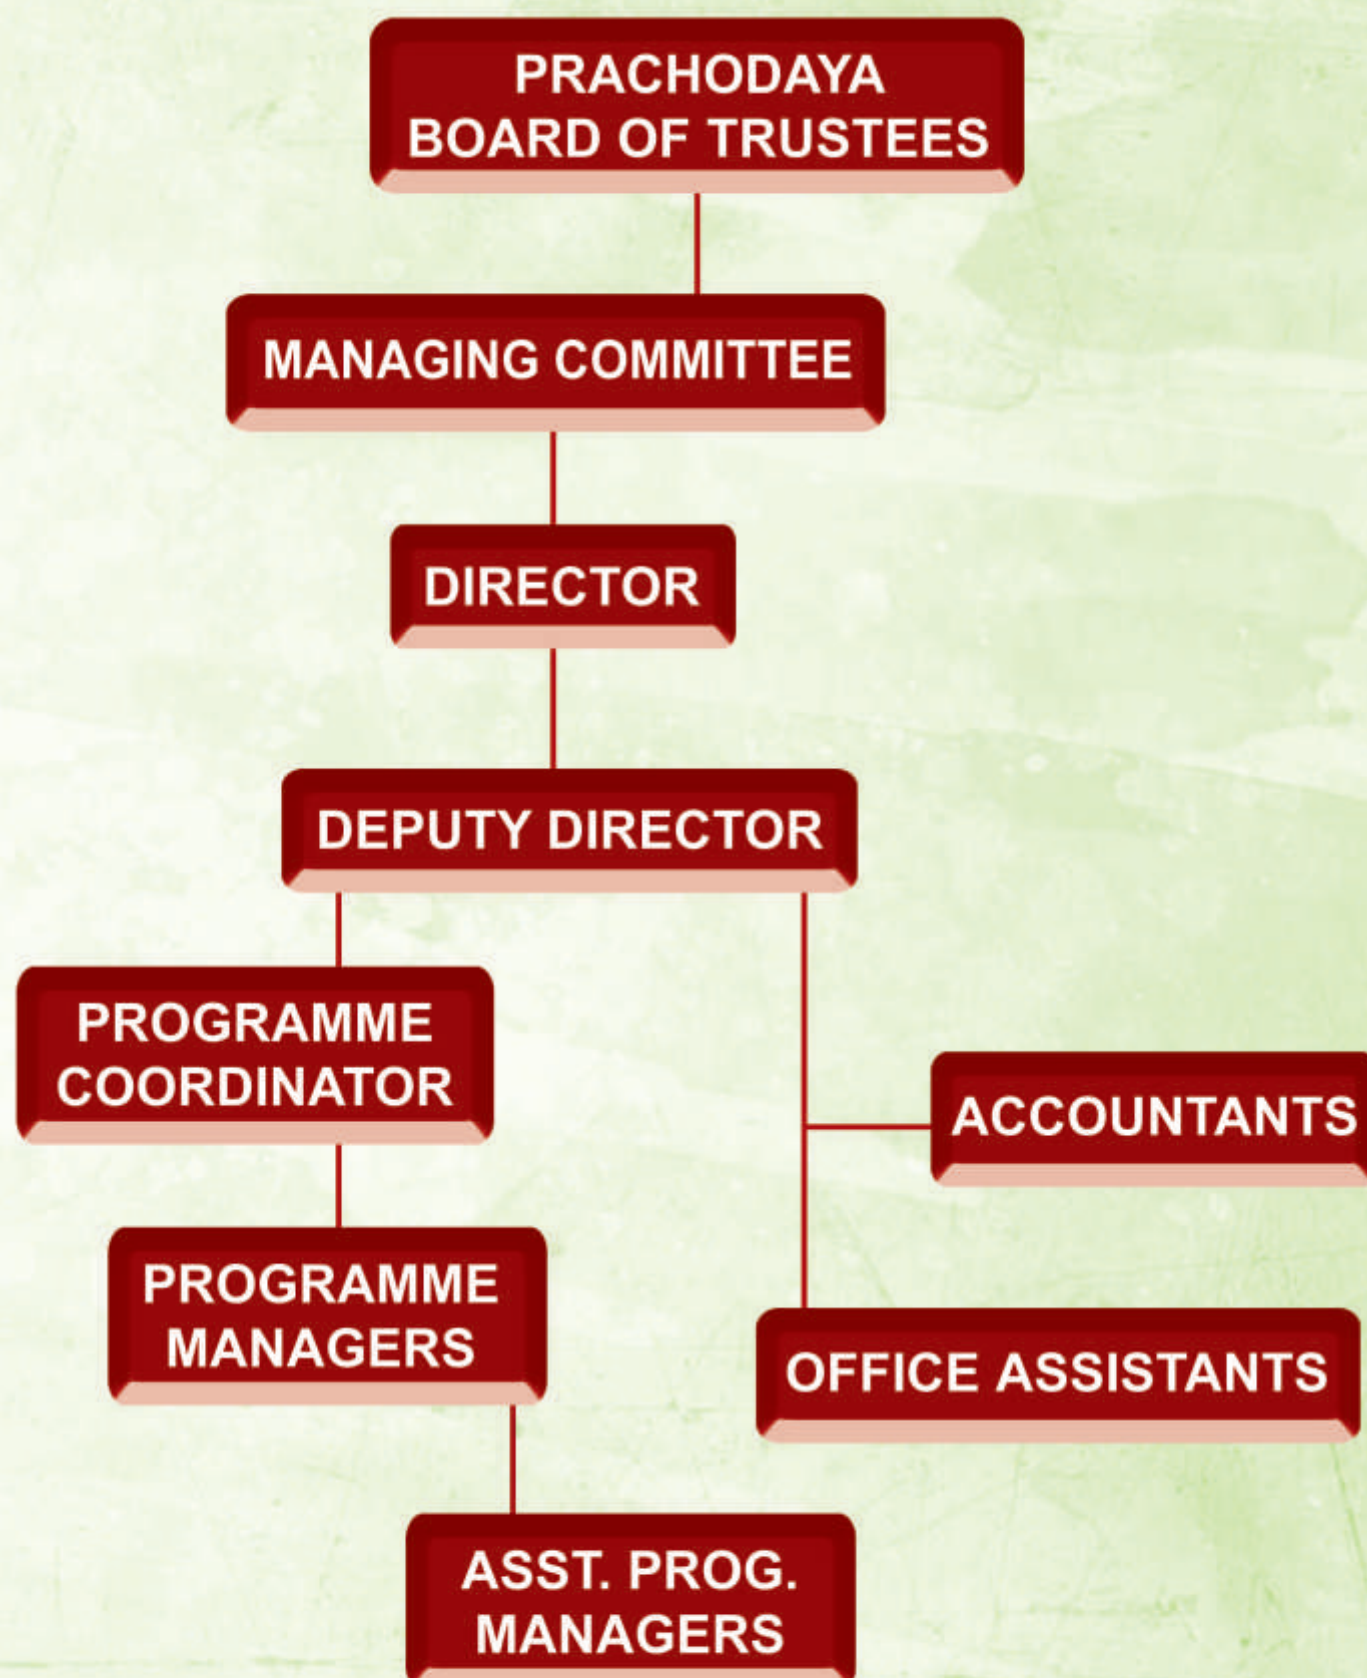 PRACHODAYA
BOARD OF TRUSTEES
MANAGING COMMITTEE
DIRECTOR
DEPUTY DIRECTOR
PROGRAMME
COORDINATOR
ACCOUNTANTS
PROGRAMME
MANAGERS
OFFICE ASSISTANTS
ASST. PROG.
MANAGERS